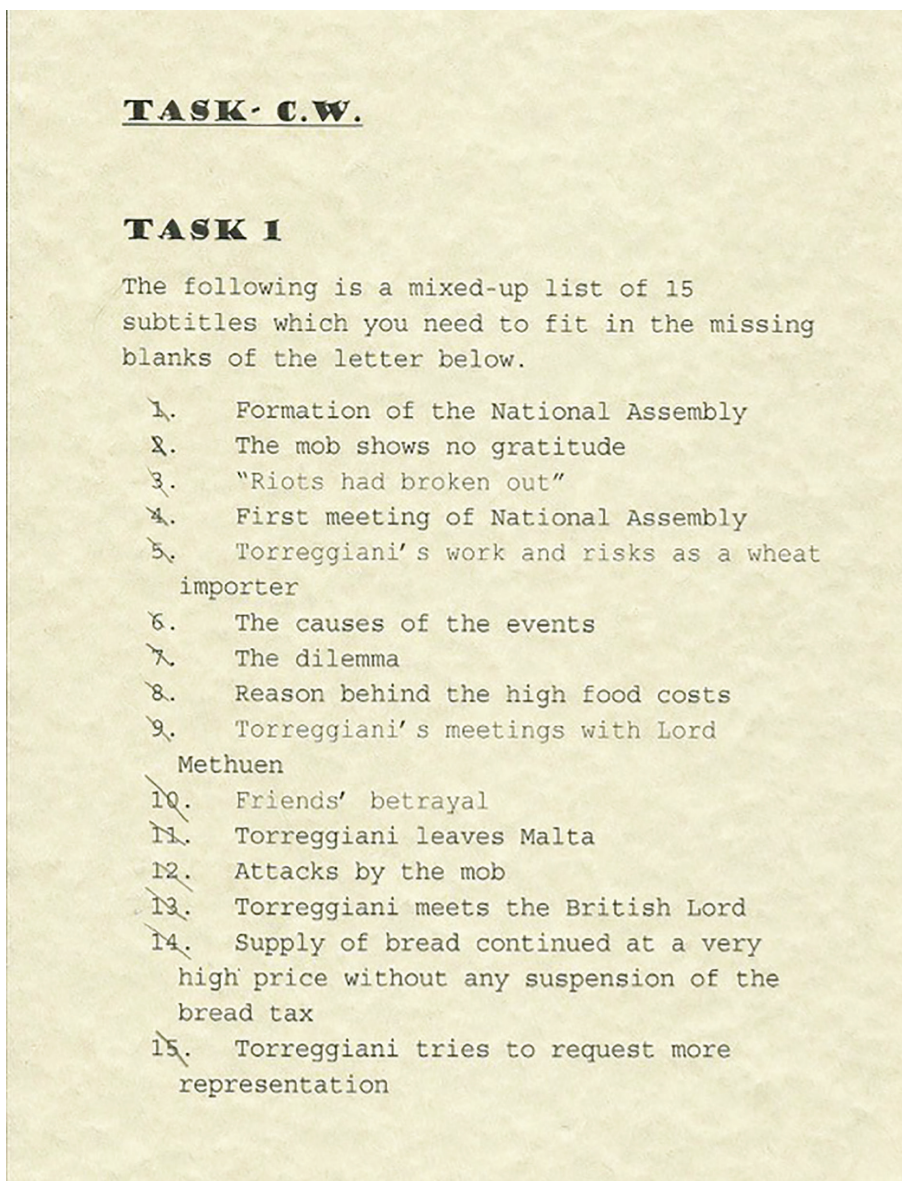 TASK- C.W.
TASK 1
The following is a mixed-up list of 15
subtitles which you need to fit in the missing
blanks of the letter below.
1. Formation of the National Assembly
2. The mob shows no gratitude
3. “Riots had broken out”
4. First meeting of National Assembly
5. Torreggiani’s work and risks as a wheat
importer
6. The causes of the events
7. The dilemma
8. Reason behind the high food costs
9. Torreggiani’s meetings with Lord
Methuen
10. Friends’ betrayal
11. Torreggiani leaves Malta
12. Attacks by the mob
13. Torreggiani meets the British Lord
14. Supply of bread continued at a very
high price without any suspension of the
bread tax
15. Torreggiani tries to request more
representation